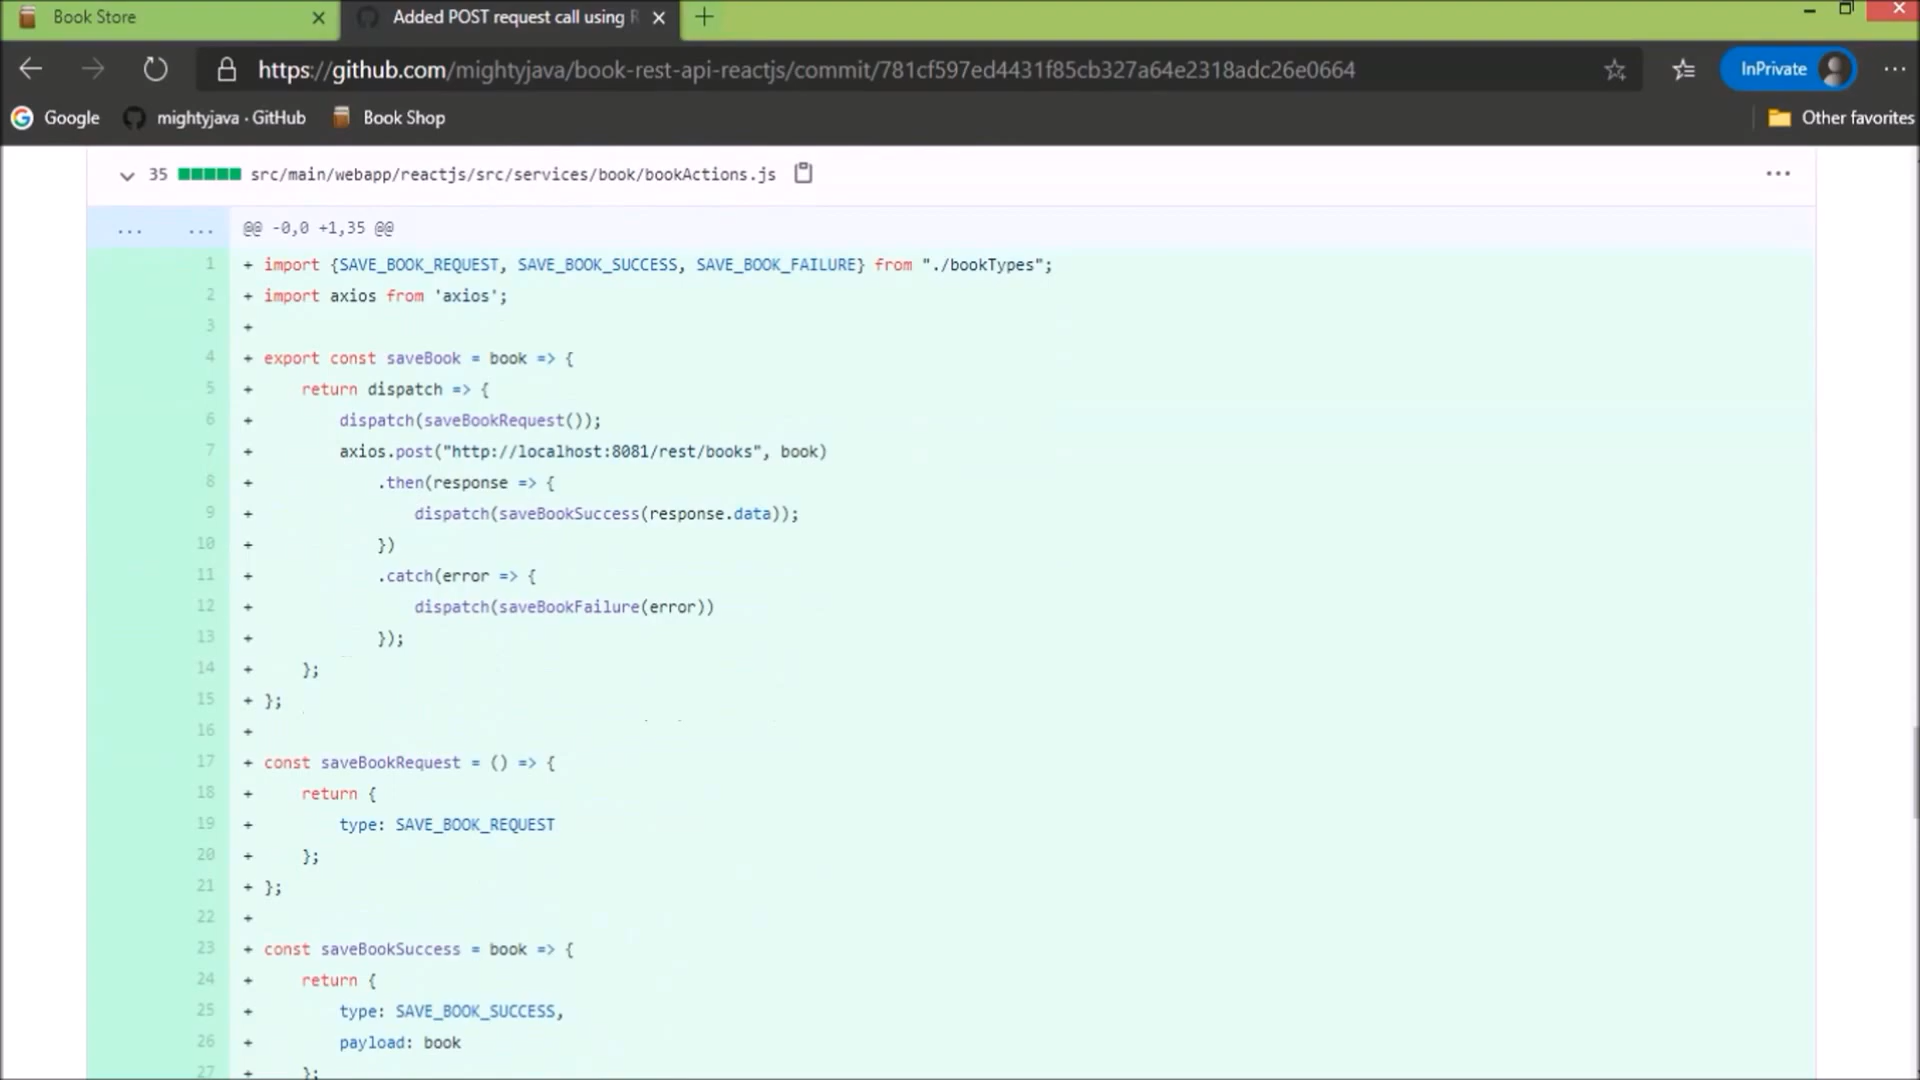 Book Store
Added POST request call using R
https://github.com/mightyjava/book-rest-api-reactjs/commit/781cf597ed4431f85cb327a64e2318adc26e0664
InPrivate
Google
mightyjava · GitHub
Book Shop
Other favorites
35 src/main/webapp/reactjs/src/services/book/bookActions.js
... ... @@ -0,0 +1,35 @@
1 + import {SAVE_BOOK_REQUEST, SAVE_BOOK_SUCCESS, SAVE_BOOK_FAILURE} from "./bookTypes";
2 + import axios from 'axios';
3 +
4 + export const saveBook = book => {
5 +     return dispatch => {
6 +         dispatch(saveBookRequest());
7 +         axios.post("http://localhost:8081/rest/books", book)
8 +             .then(response => {
9 +                 dispatch(saveBookSuccess(response.data));
10 +             })
11 +             .catch(error => {
12 +                 dispatch(saveBookFailure(error))
13 +             });
14 +     };
15 + };
16 +
17 + const saveBookRequest = () => {
18 +     return {
19 +         type: SAVE_BOOK_REQUEST
20 +     };
21 + };
22 +
23 + const saveBookSuccess = book => {
24 +     return {
25 +         type: SAVE_BOOK_SUCCESS,
26 +         payload: book
27 +     };